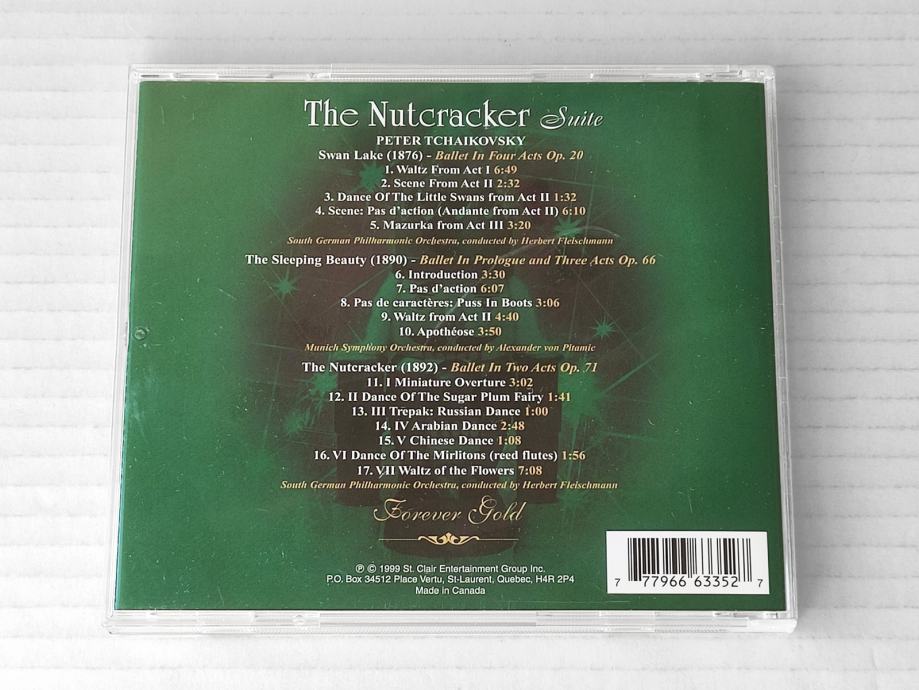 The Nutcracker Suite
PETER TCHAIKOVSKY
Swan Lake (1876) - Ballet In Four Acts Op. 20
1. Waltz From Act I 6:49
2. Scene From Act II 2:32
3. Dance Of The Little Swans from Act II 1:32
4. Scene: Pas d'action (Andante from Act II) 6:10
5. Mazurka from Act III 3:20
South German Philharmonic Orchestra, conducted by Herbert Fleischmann
The Sleeping Beauty (1890) - Ballet In Prologue and Three Acts Op. 66
6. Introduction 3:30
7. Pas d'action 6:07
8. Pas de caractères: Puss In Boots 3:06
9. Waltz from Act II 4:40
10. Apothéose 3:50
Munich Symphony Orchestra, conducted by Alexander von Pitamic
The Nutcracker (1892) - Ballet In Two Acts Op. 71
11. I Miniature Overture 3:02
12. II Dance Of The Sugar Plum Fairy 1:41
13. III Trepak: Russian Dance 1:00
14. IV Arabian Dance 2:48
15. V Chinese Dance 1:08
16. VI Dance Of The Mirlitons (reed flutes) 1:56
17. VII Waltz of the Flowers 7:08
South German Philharmonic Orchestra, conducted by Herbert Fleischmann
Forever Gold
℗ © 1999 St. Clair Entertainment Group Inc.
P.O. Box 34512 Place Vertu, St-Laurent, Quebec, H4R 2P4
Made in Canada
7 77966 63352 7